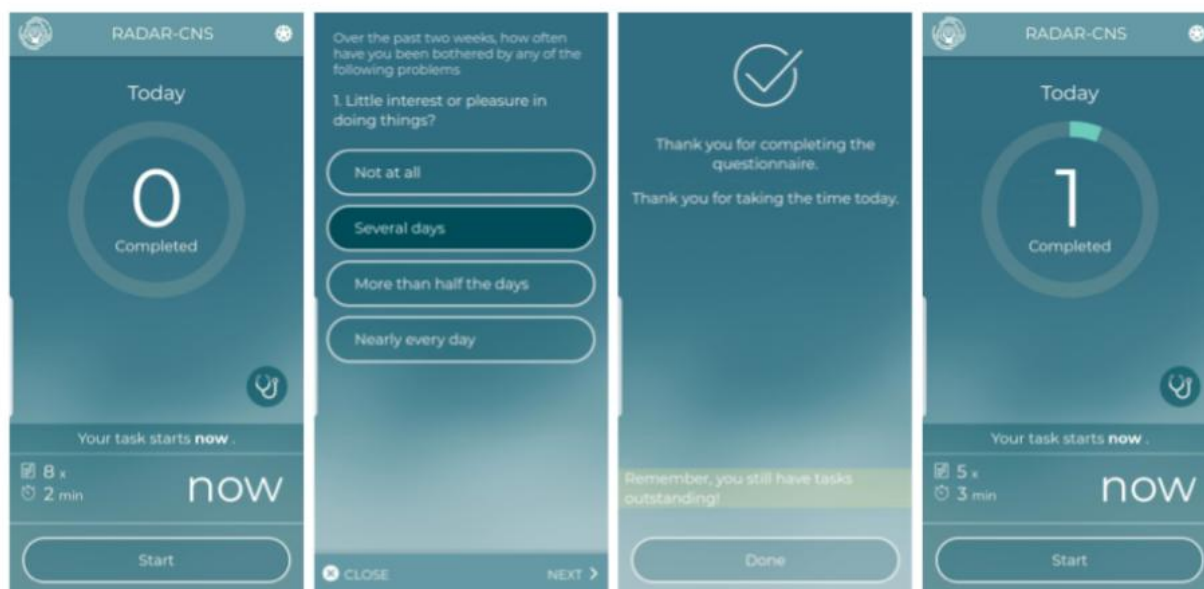 RADAR-CNS
Today
0
Completed
Your task starts now .
8 x
2 min
now
Start
Over the past two weeks, how often
have you been bothered by any of the
following problems
1. Little interest or pleasure in
doing things?
Not at all
Several days
More than half the days
Nearly every day
CLOSE
NEXT
Thank you for completing the
questionnaire.
Thank you for taking the time today.
Remember, you still have tasks
outstanding!
Done
RADAR-CNS
Today
1
Completed
Your task starts now .
5 x
3 min
now
Start